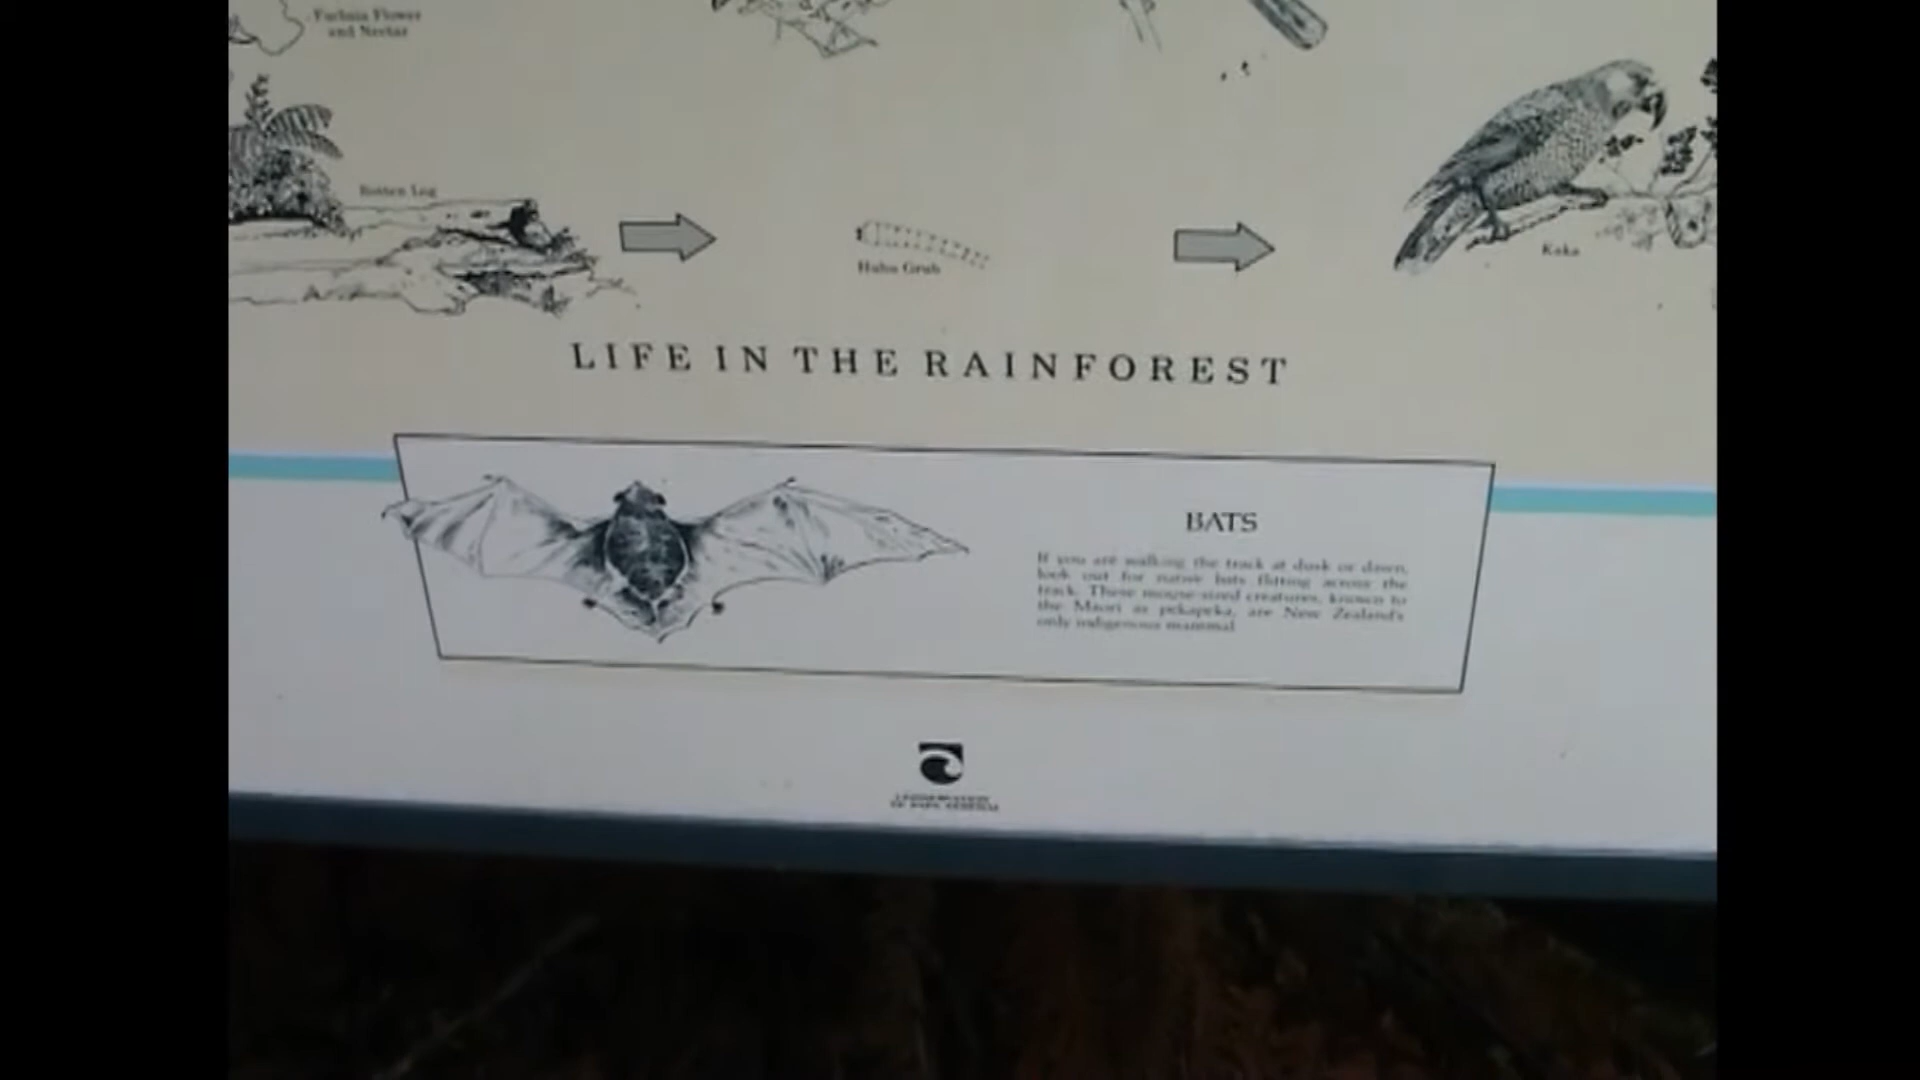 Fuchsia Flower
and Nectar
Rotten Log
Huhu Grub
Kaka
LIFE IN THE RAINFOREST
BATS
If you are walking the track at dusk or dawn,
look out for native bats flitting across the
track. These mouse-sized creatures, known to
the Maori as pekapeka, are New Zealand's
only indigenous mammal.